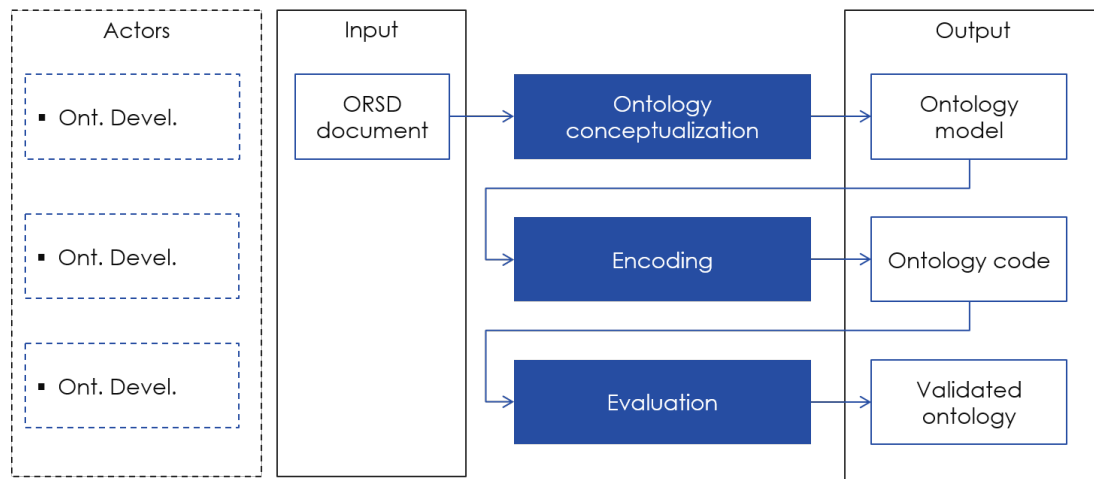 Actors
Input
Output
▪ Ont. Devel.
ORSD
document
Ontology
conceptualization
Ontology
model
▪ Ont. Devel.
Encoding
Ontology code
▪ Ont. Devel.
Evaluation
Validated
ontology